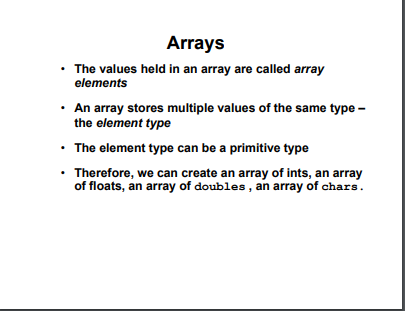 Arrays
• The values held in an array are called array
elements
• An array stores multiple values of the same type –
the element type
• The element type can be a primitive type
• Therefore, we can create an array of ints, an array
of floats, an array of doubles , an array of chars.